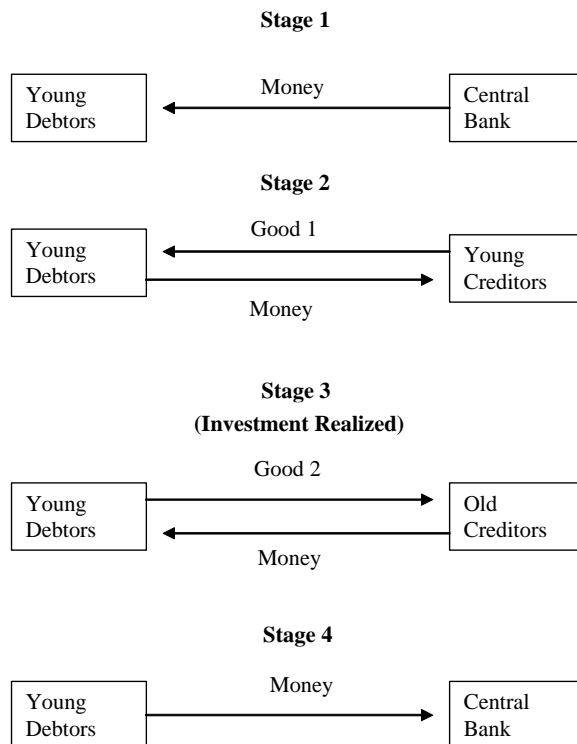 Stage 1
Young
Debtors
Money
Central
Bank
Stage 2
Young
Debtors
Good 1
Money
Young
Creditors
Stage 3
(Investment Realized)
Young
Debtors
Good 2
Money
Old
Creditors
Stage 4
Young
Debtors
Money
Central
Bank